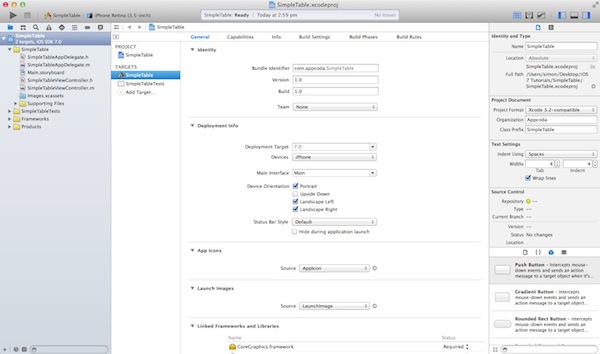 SimpleTable.xcodeproj
SimpleTable
iPhone Retina (3.5-inch)
SimpleTable: Ready
Today at 2:59 pm
No Issues
SimpleTable.xcodeproj
SimpleTable
2 targets, iOS SDK 7.0
SimpleTable
SimpleTableAppDelegate.h
SimpleTableAppDelegate.m
Main.storyboard
SimpleTableViewController.h
SimpleTableViewController.m
Images.xcassets
Supporting Files
SimpleTableTests
Frameworks
Products
SimpleTable
General
Capabilities
Info
Build Settings
Build Phases
Build Rules
PROJECT
SimpleTable
TARGETS
SimpleTable
SimpleTableTests
Add Target...
Identity
Bundle Identifier com.appcoda.SimpleTable
Version 1.0
Build 1.0
Team None
Deployment Info
Deployment Target 7.0
Devices iPhone
Main Interface Main
Device Orientation Portrait
Upside Down
Landscape Left
Landscape Right
Status Bar Style Default
Hide during application launch
App Icons
Source AppIcon
Launch Images
Source LaunchImage
Linked Frameworks and Libraries
Name Status
CoreGraphics.framework Required
Identity and Type
Name SimpleTable
Location Absolute
SimpleTable.xcodeproj
Full Path /Users/simon/Desktop/iOS
7 Tutorials/SimpleTable/
SimpleTable.xcodeproj
Project Document
Project Format Xcode 3.2-compatible
Organization Appcoda
Class Prefix SimpleTable
Text Settings
Indent Using Spaces
Widths 4 4
Tab Indent
Wrap lines
Source Control
Repository --
Type --
Current Branch --
Version --
Status No changes
Location
Push Button - Intercepts mouse-
down events and sends an action
message to a target object when it's...
Gradient Button - Intercepts
mouse-down events and sends an
action message to a target object...
Rounded Rect Button - Intercepts
mouse-down events and sends an
action message to a target object...